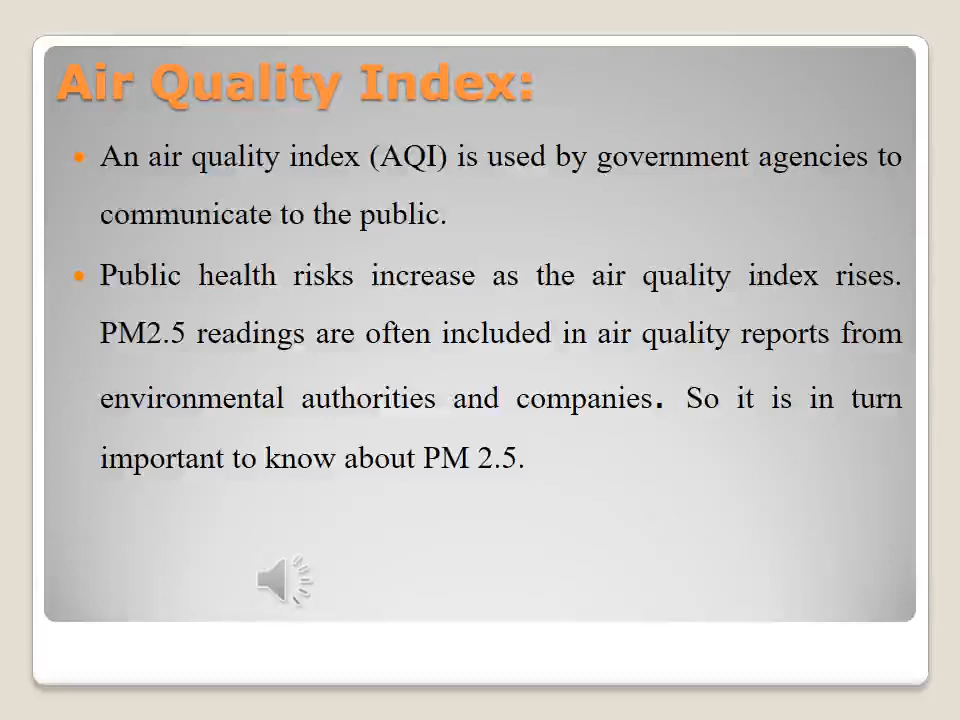 Air Quality Index:
An air quality index (AQI) is used by government agencies to
communicate to the public.
Public health risks increase as the air quality index rises.
PM2.5 readings are often included in air quality reports from
environmental authorities and companies. So it is in turn
important to know about PM 2.5.